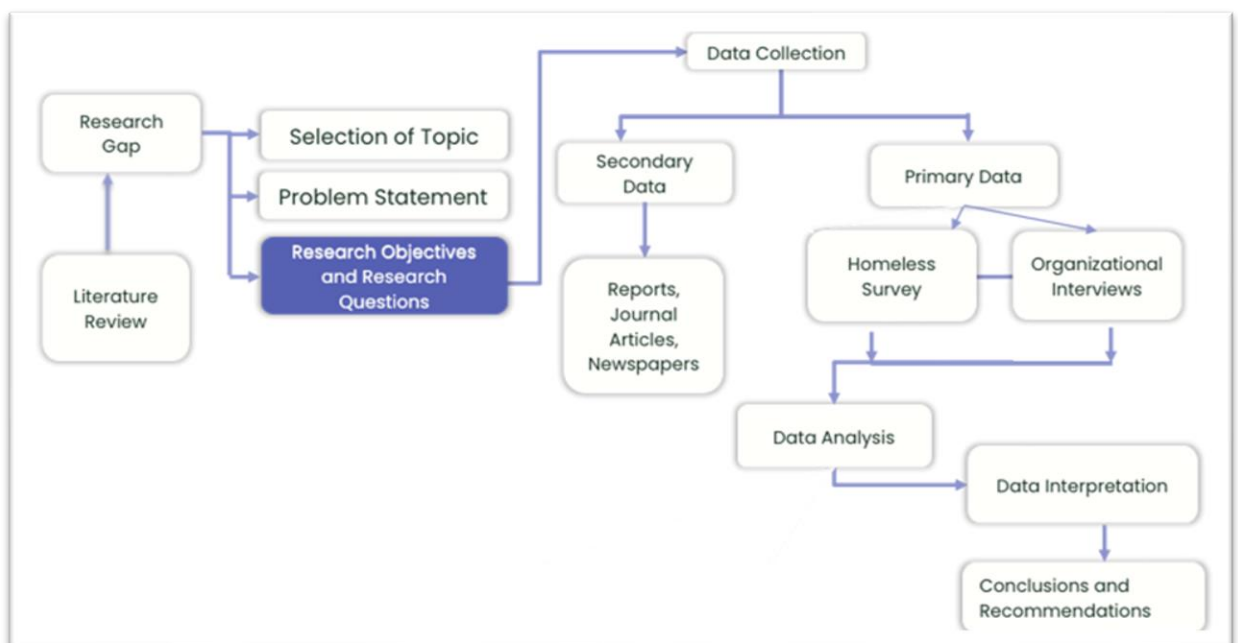 Data Collection
Research
Gap
Selection of Topic
Secondary
Data
Primary Data
Problem Statement
Research Objectives
and Research
Questions
Literature
Review
Reports,
Journal
Articles,
Newspapers
Homeless
Survey
Organizational
Interviews
Data Analysis
Data Interpretation
Conclusions and
Recommendations